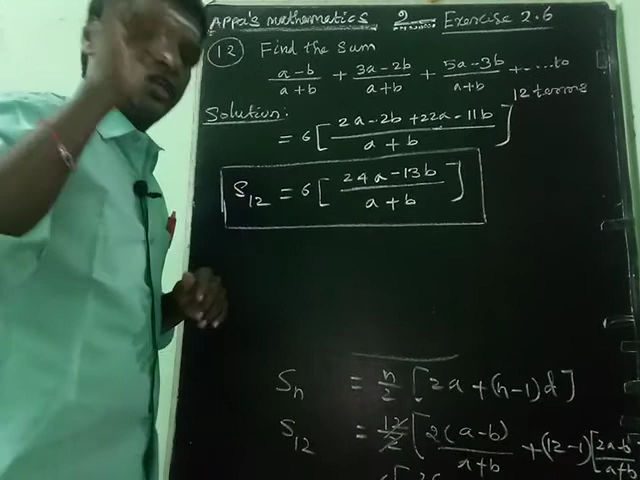 APPA'S mathematics 2 Exercise 2.6
12 Find the Sum
a-b/a+b + 3a-2b/a+b + 5a-3b/a+b +....to 12 terms
Solution:
= 6[2a-2b+22a-11b/a+b]
S12 = 6[24a-13b/a+b]
Sn = n/2 [2a+(n-1)d]
S12 = 12/2 [2(a-b)/a+b + (12-1)[2a-b/a+b